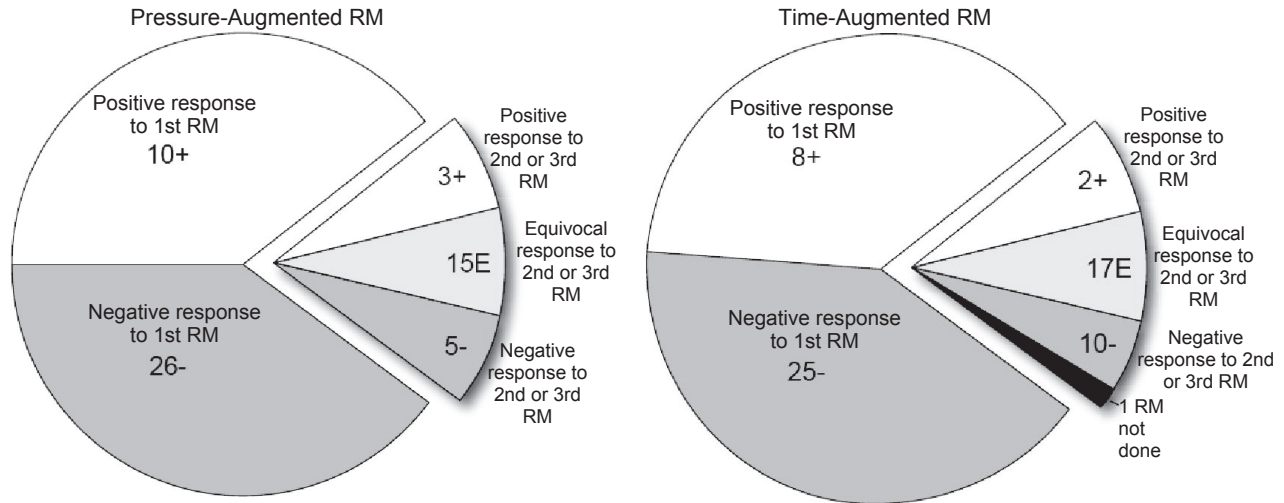 Pressure-Augmented RM
Positive response
to 1st RM
10+
Positive
response to
2nd or 3rd
RM
3+
Equivocal
response to
2nd or 3rd
RM
15E
Negative response
to 1st RM
26-
Negative
response to
2nd or 3rd
RM
5-
Time-Augmented RM
Positive response
to 1st RM
8+
Positive
response to
2nd or 3rd
RM
2+
Equivocal
response to
2nd or 3rd
RM
17E
Negative response
to 1st RM
25-
Negative
response to 2nd
or 3rd RM
10-
1 RM
not
done